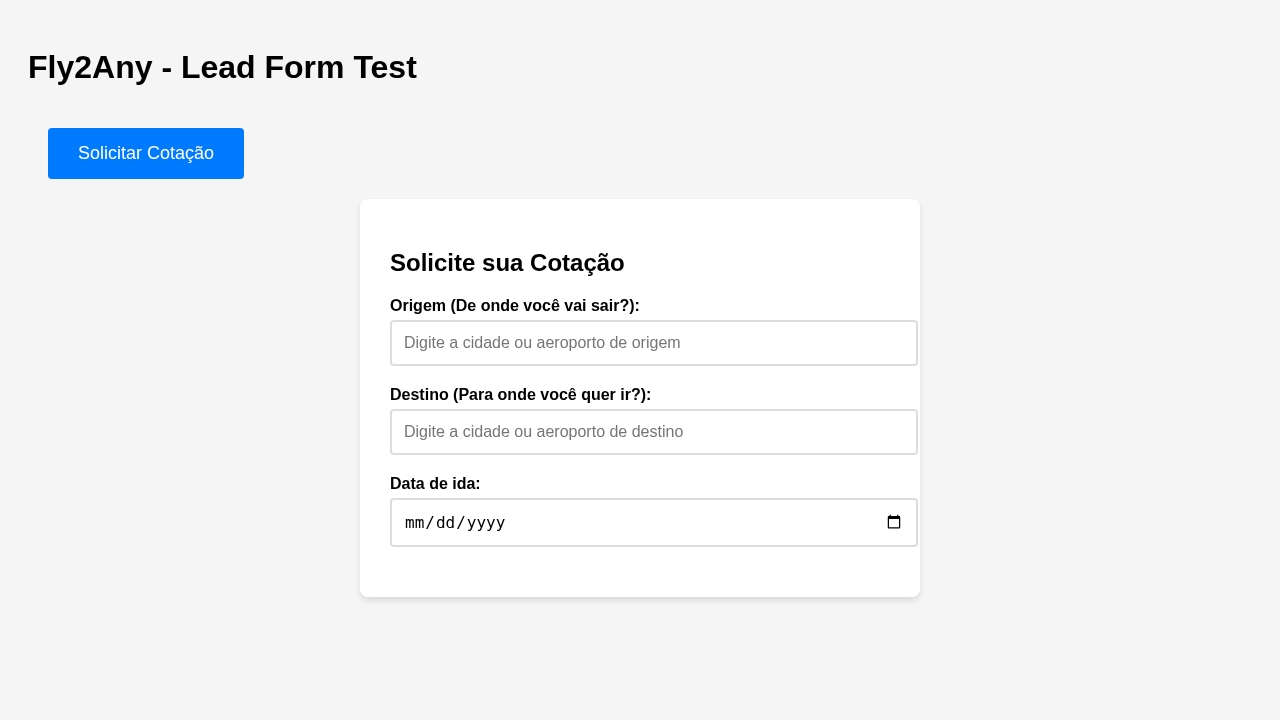 Fly2Any - Lead Form Test
Solicitar Cotação
Solicite sua Cotação
Origem (De onde você vai sair?):
Digite a cidade ou aeroporto de origem
Destino (Para onde você quer ir?):
Digite a cidade ou aeroporto de destino
Data de ida:
mm/dd/yyyy